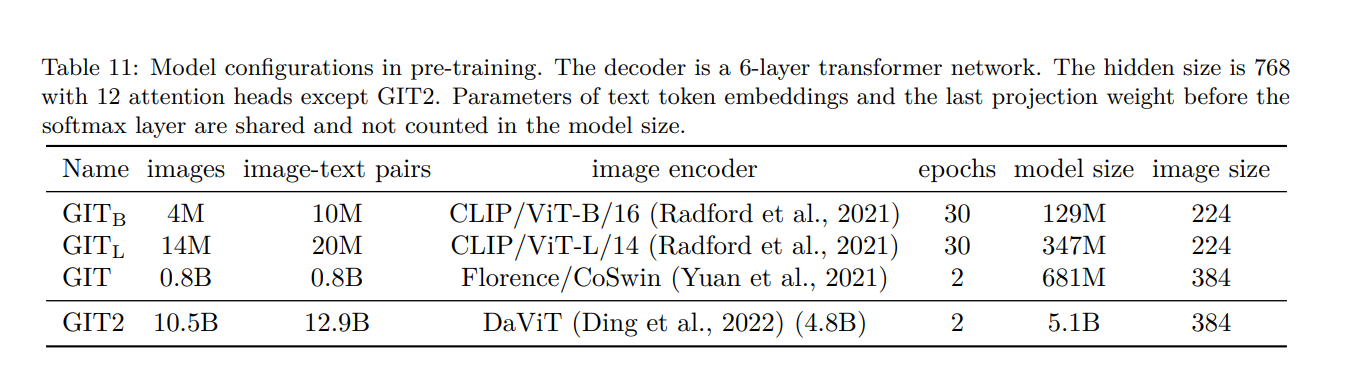 Table 11: Model configurations in pre-training. The decoder is a 6-layer transformer network. The hidden size is 768
with 12 attention heads except GIT2. Parameters of text token embeddings and the last projection weight before the
softmax layer are shared and not counted in the model size.
Name images image-text pairs image encoder epochs model size image size
GIT_B 4M 10M CLIP/ViT-B/16 (Radford et al., 2021) 30 129M 224
GIT_L 14M 20M CLIP/ViT-L/14 (Radford et al., 2021) 30 347M 224
GIT 0.8B 0.8B Florence/CoSwin (Yuan et al., 2021) 2 681M 384
GIT2 10.5B 12.9B DaViT (Ding et al., 2022) (4.8B) 2 5.1B 384